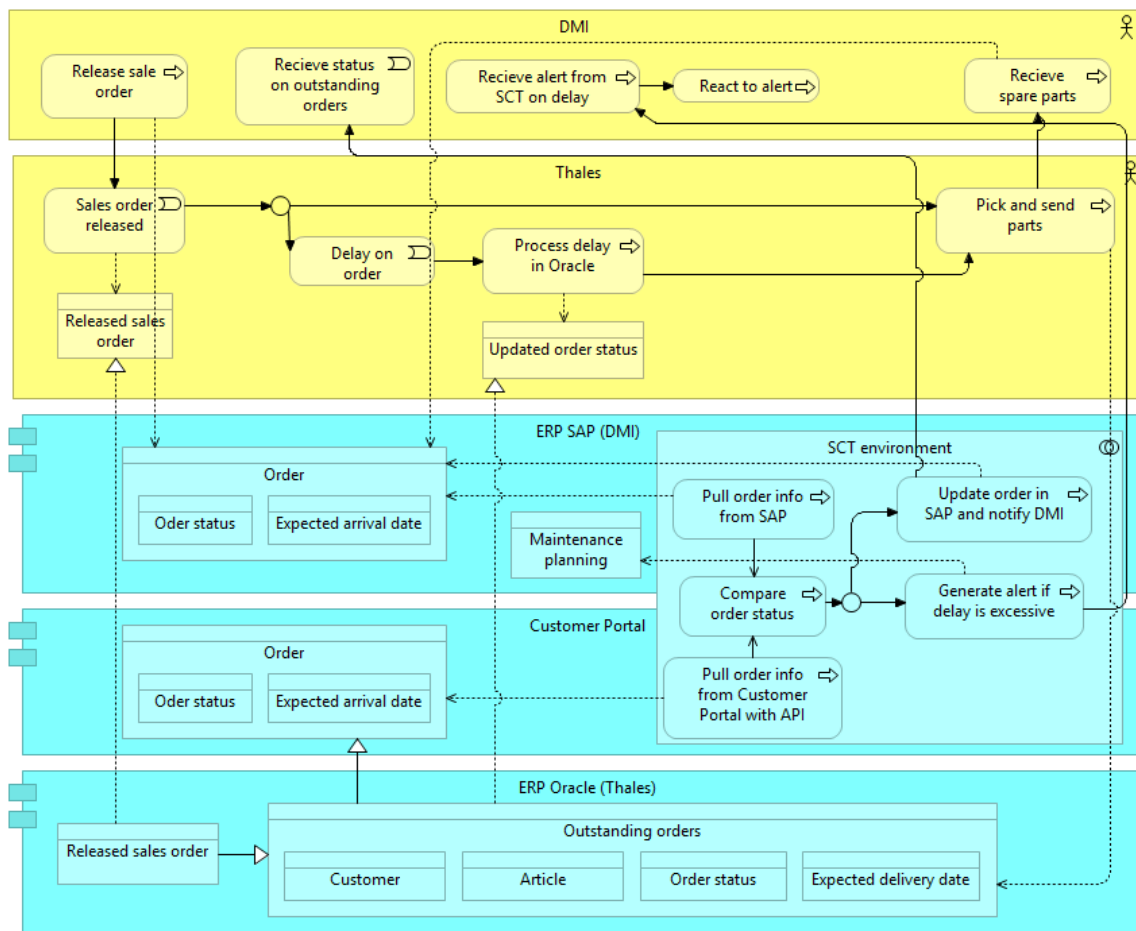 DMI
Release sale
order
Recieve status
on outstanding
orders
Recieve alert from
SCT on delay
React to alert
Recieve
spare parts
Thales
Sales order
released
Delay on
order
Process delay
in Oracle
Pick and send
parts
Released sales
order
Updated order status
ERP SAP (DMI)
Order
Oder status
Expected arrival date
Maintenance
planning
SCT environment
Pull order info
from SAP
Update order in
SAP and notify DMI
Compare
order status
Generate alert if
delay is excessive
Pull order info
from Customer
Portal with API
Customer Portal
Order
Oder status
Expected arrival date
ERP Oracle (Thales)
Released sales order
Outstanding orders
Customer
Article
Order status
Expected delivery date